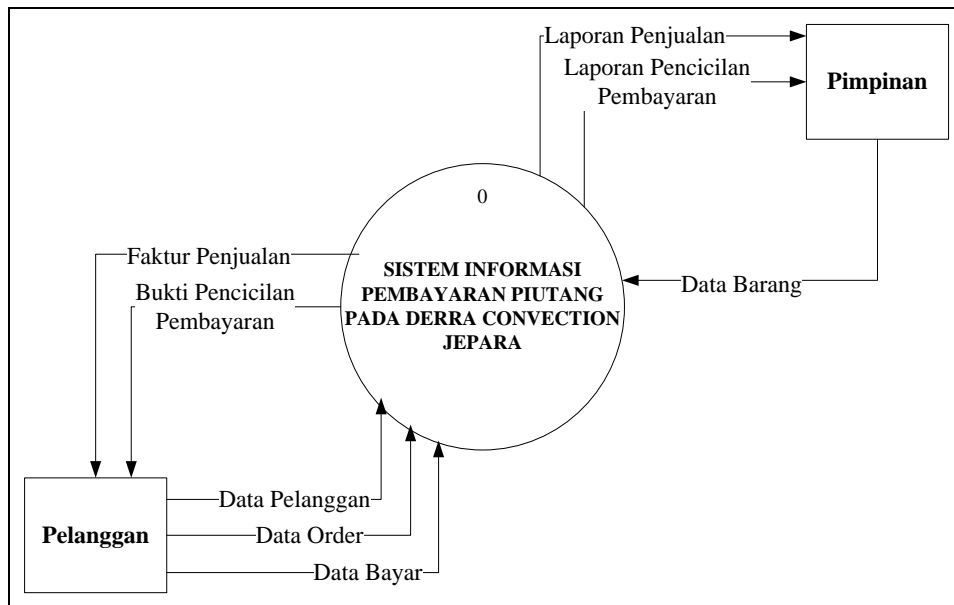 Laporan Penjualan
Laporan Pencicilan
Pembayaran
Pimpinan
0
SISTEM INFORMASI
PEMBAYARAN PIUTANG
PADA DERRA CONVECTION
JEPARA
Data Barang
Faktur Penjualan
Bukti Pencicilan
Pembayaran
Pelanggan
Data Pelanggan
Data Order
Data Bayar